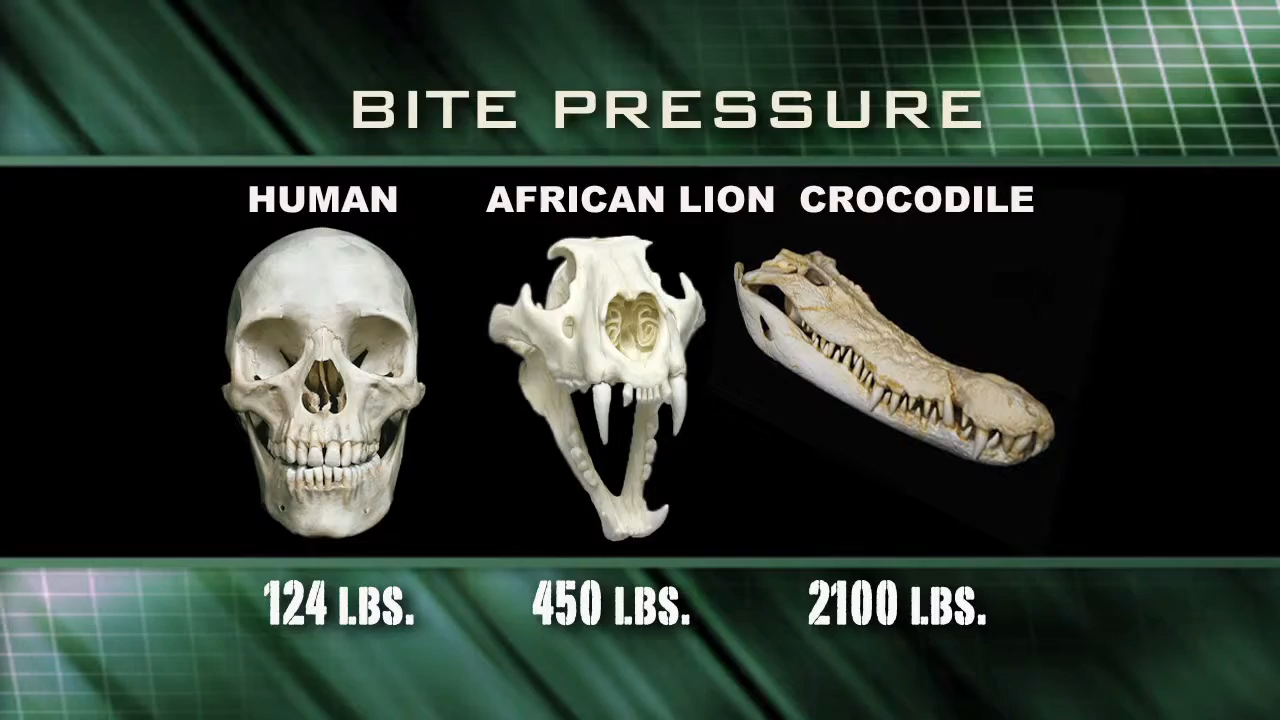 BITE PRESSURE
HUMAN AFRICAN LION CROCODILE
124 LBS. 450 LBS. 2100 LBS.